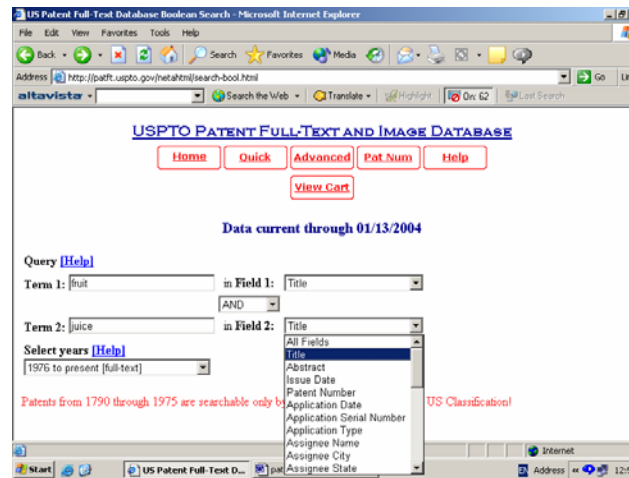 US Patent Full-Text Database Boolean Search - Microsoft Internet Explorer
File Edit View Favorites Tools Help
Back Search Favorites Media
Address http://patft.uspto.gov/netahtml/search-bool.html Go
altavista Search the Web Translate Highlight On: 62 Last Search
USPTO PATENT FULL-TEXT AND IMAGE DATABASE
Home Quick Advanced Pat Num Help
View Cart
Data current through 01/13/2004
Query [Help]
Term 1: fruit in Field 1: Title
AND
Term 2: juice in Field 2: Title
All Fields
Title
Abstract
Issue Date
Patent Number
Application Date
Application Serial Number
Application Type
Assignee Name
Assignee City
Assignee State
Select years [Help]
1976 to present [full-text]
Patents from 1790 through 1975 are searchable only by US Classification!
Internet
Start US Patent Full-Text D... pat Address